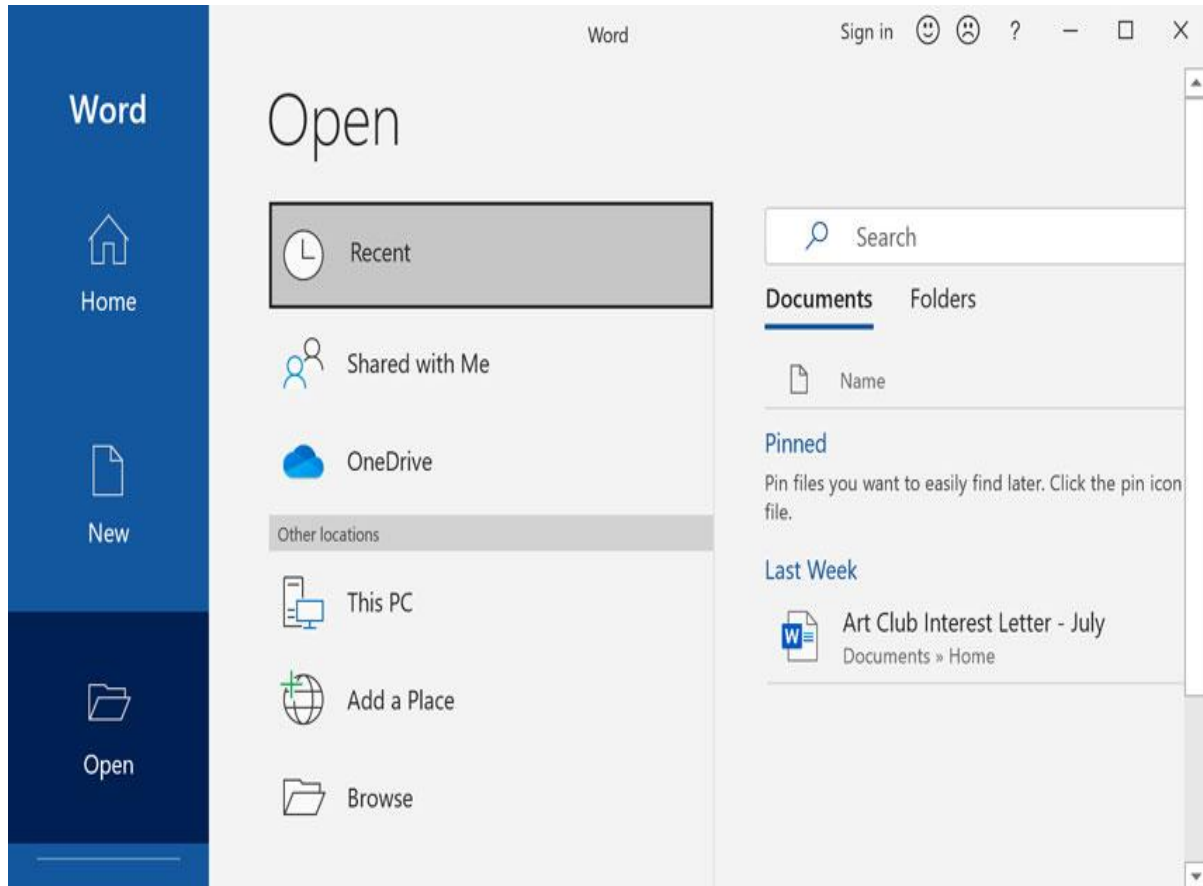 Word
Sign in ?
Word
Home
New
Open
Open
Recent
Shared with Me
OneDrive
Other locations
This PC
Add a Place
Browse
Search
Documents Folders
Name
Pinned
Pin files you want to easily find later. Click the pin icon
file.
Last Week
W
Art Club Interest Letter - July
Documents » Home